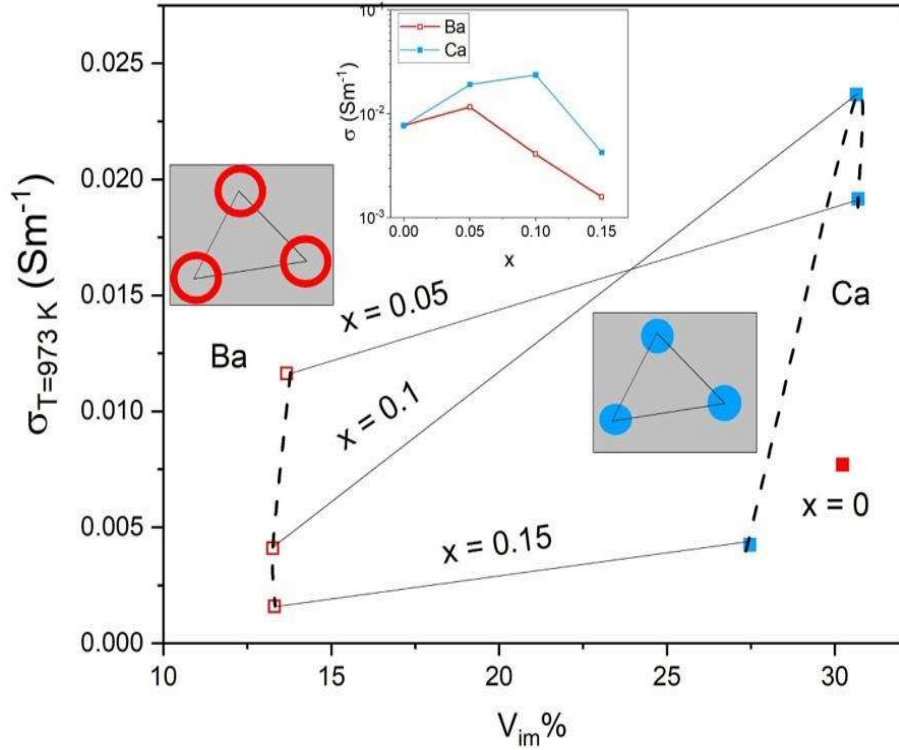 0.025
0.020
0.015
0.010
0.005
0.000
σT=973 K (Sm⁻¹)
10
15
20
25
30
Vim%
10⁻¹
10⁻²
10⁻³
σ (Sm⁻¹)
Ba
Ca
0.00
0.05
0.10
0.15
x
Ba
Ca
x = 0.05
x = 0.1
x = 0.15
x = 0